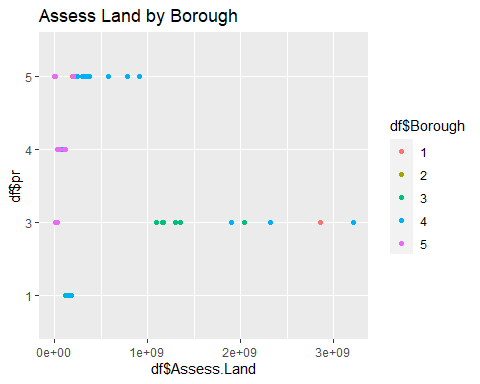 Assess Land by Borough
df$pr
5
4
3
1
0e+00 1e+09 2e+09 3e+09
df$Assess.Land
df$Borough
1
2
3
4
5